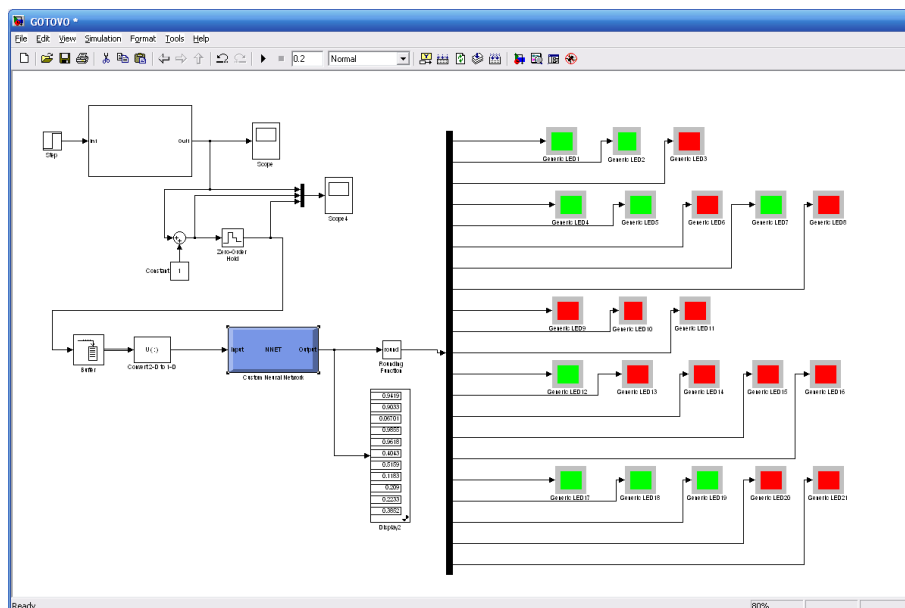 GOTOVO *
File Edit View Simulation Format Tools Help
0.2 Normal
Step
In1 Out1
Scope
Scope4
Constant 1
Zero-Order
Hold
Buffer
U( : )
Convert 2-D to 1-D
Input NNET Output
Custom Neural Network
round
Rounding
Function
0.9419
0.9033
0.06701
0.9855
0.9618
0.4043
0.5189
0.1183
0.209
0.2233
0.3852
Display2
Generic LED1 Generic LED2 Generic LED3
Generic LED4 Generic LED5 Generic LED6 Generic LED7 Generic LED8
Generic LED9 Generic LED10 Generic LED11
Generic LED12 Generic LED13 Generic LED14 Generic LED15 Generic LED16
Generic LED17 Generic LED18 Generic LED19 Generic LED20 Generic LED21
Ready 80%